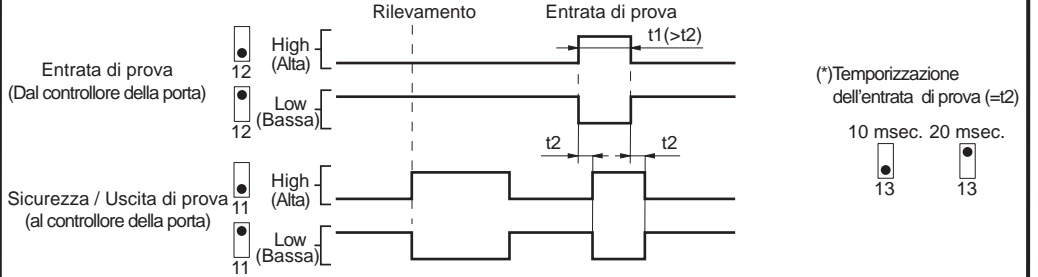 Rilevamento
Entrata di prova
t1(>t2)
Entrata di prova
(Dal controllore della porta)
12
High
(Alta)
12
Low
(Bassa)
t2
t2
Sicurezza / Uscita di prova
(al controllore della porta)
11
High
(Alta)
11
Low
(Bassa)
(*)Temporizzazione
dell'entrata di prova (=t2)
10 msec. 20 msec.
13
13